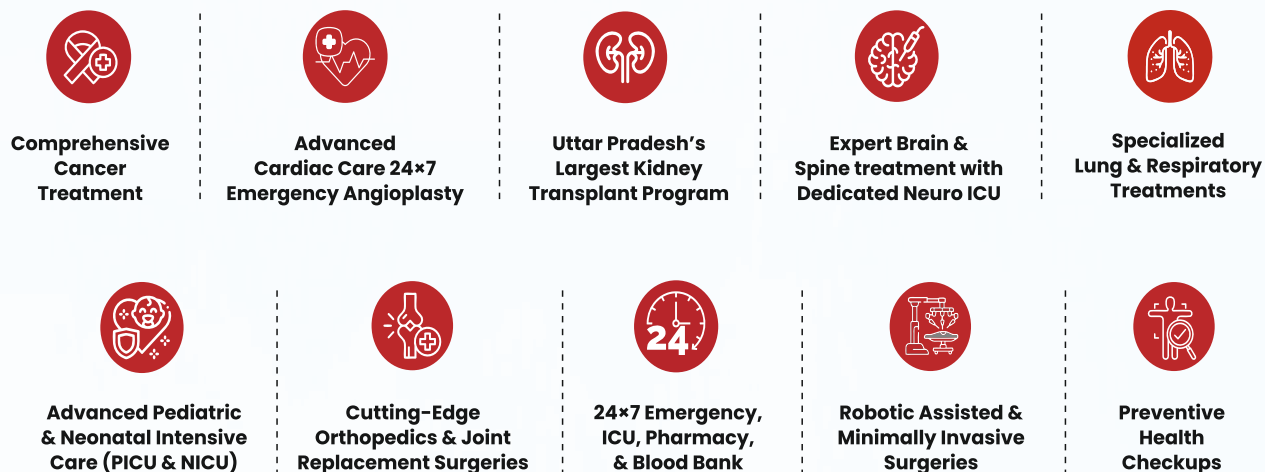 Comprehensive
Cancer
Treatment
Advanced
Cardiac Care 24×7
Emergency Angioplasty
Uttar Pradesh’s
Largest Kidney
Transplant Program
Expert Brain &
Spine treatment with
Dedicated Neuro ICU
Specialized
Lung & Respiratory
Treatments
Advanced Pediatric
& Neonatal Intensive
Care (PICU & NICU)
Cutting-Edge
Orthopedics & Joint
Replacement Surgeries
24
24×7 Emergency,
ICU, Pharmacy,
& Blood Bank
Robotic Assisted &
Minimally Invasive
Surgeries
Preventive
Health
Checkups